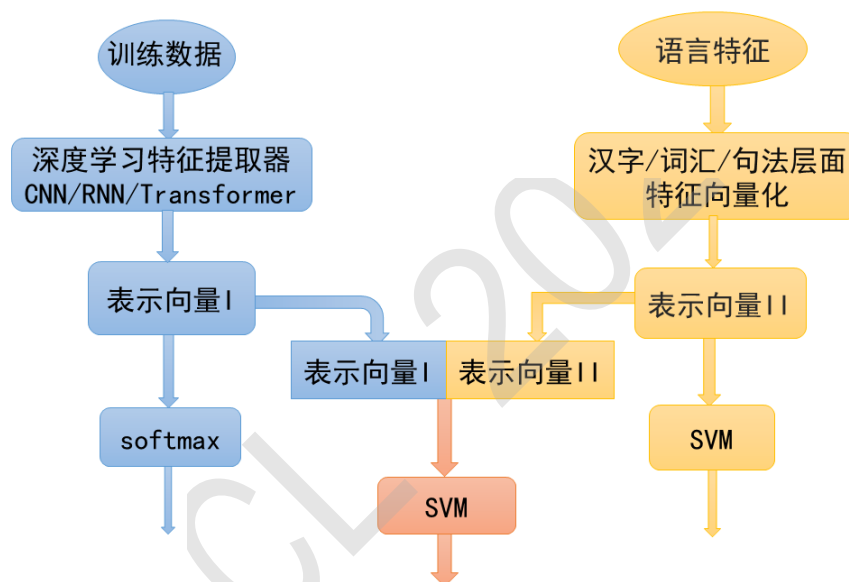 训练数据
语言特征
深度学习特征提取器
CNN/RNN/Transformer
汉字/词汇/句法层面
特征向量化
表示向量I
表示向量II
表示向量I
表示向量II
softmax
SVM
SVM
CL 202